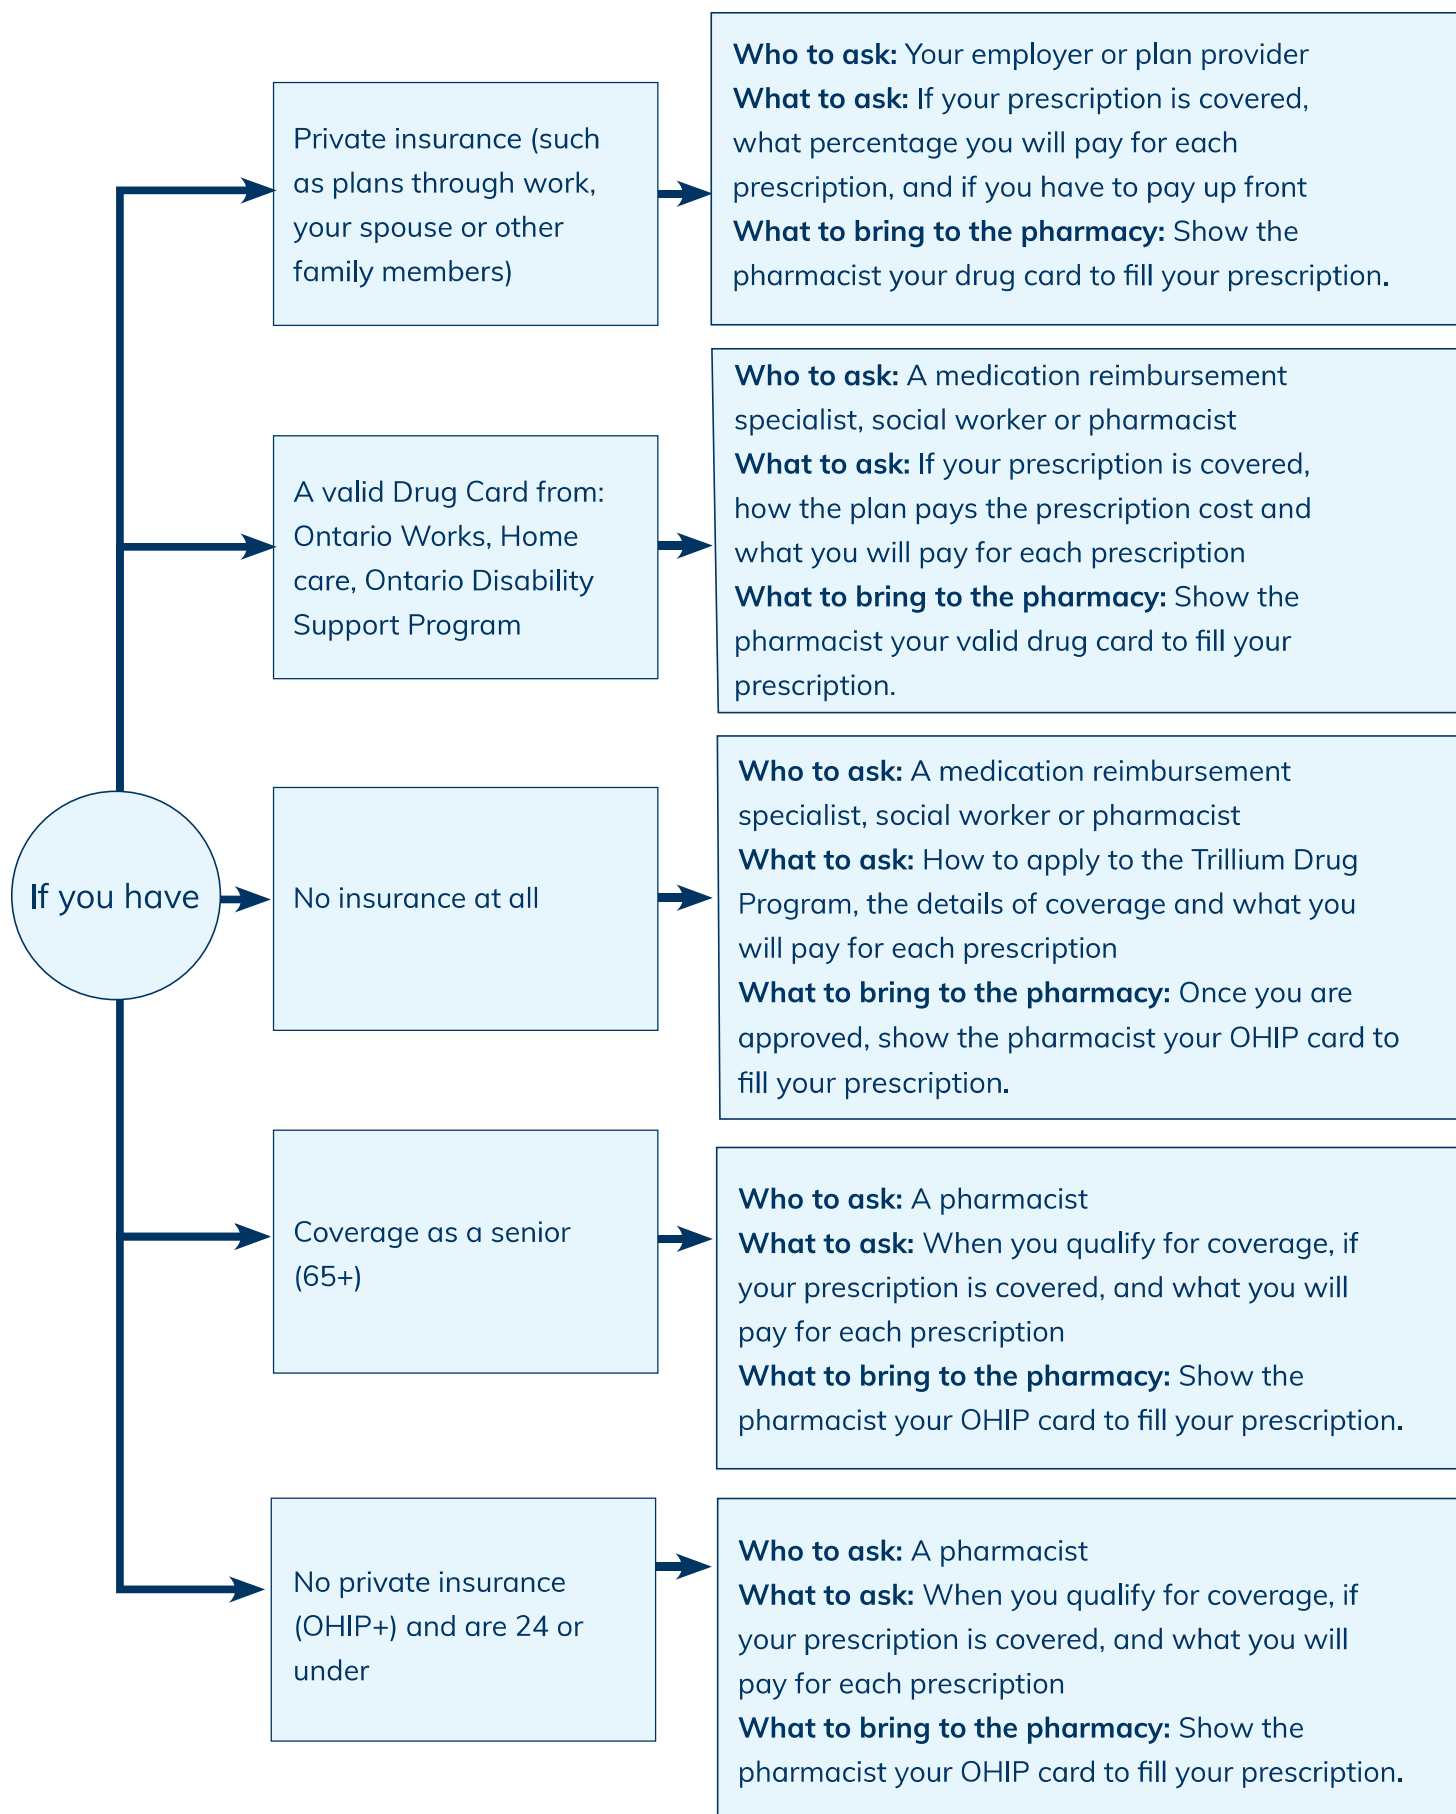 If you have
Private insurance (such
as plans through work,
your spouse or other
family members)
Who to ask: Your employer or plan provider
What to ask: If your prescription is covered,
what percentage you will pay for each
prescription, and if you have to pay up front
What to bring to the pharmacy: Show the
pharmacist your drug card to fill your prescription.
A valid Drug Card from:
Ontario Works, Home
care, Ontario Disability
Support Program
Who to ask: A medication reimbursement
specialist, social worker or pharmacist
What to ask: If your prescription is covered,
how the plan pays the prescription cost and
what you will pay for each prescription
What to bring to the pharmacy: Show the
pharmacist your valid drug card to fill your
prescription.
No insurance at all
Who to ask: A medication reimbursement
specialist, social worker or pharmacist
What to ask: How to apply to the Trillium Drug
Program, the details of coverage and what you
will pay for each prescription
What to bring to the pharmacy: Once you are
approved, show the pharmacist your OHIP card to
fill your prescription.
Coverage as a senior
(65+)
Who to ask: A pharmacist
What to ask: When you qualify for coverage, if
your prescription is covered, and what you will
pay for each prescription
What to bring to the pharmacy: Show the
pharmacist your OHIP card to fill your prescription.
No private insurance
(OHIP+) and are 24 or
under
Who to ask: A pharmacist
What to ask: When you qualify for coverage, if
your prescription is covered, and what you will
pay for each prescription
What to bring to the pharmacy: Show the
pharmacist your OHIP card to fill your prescription.